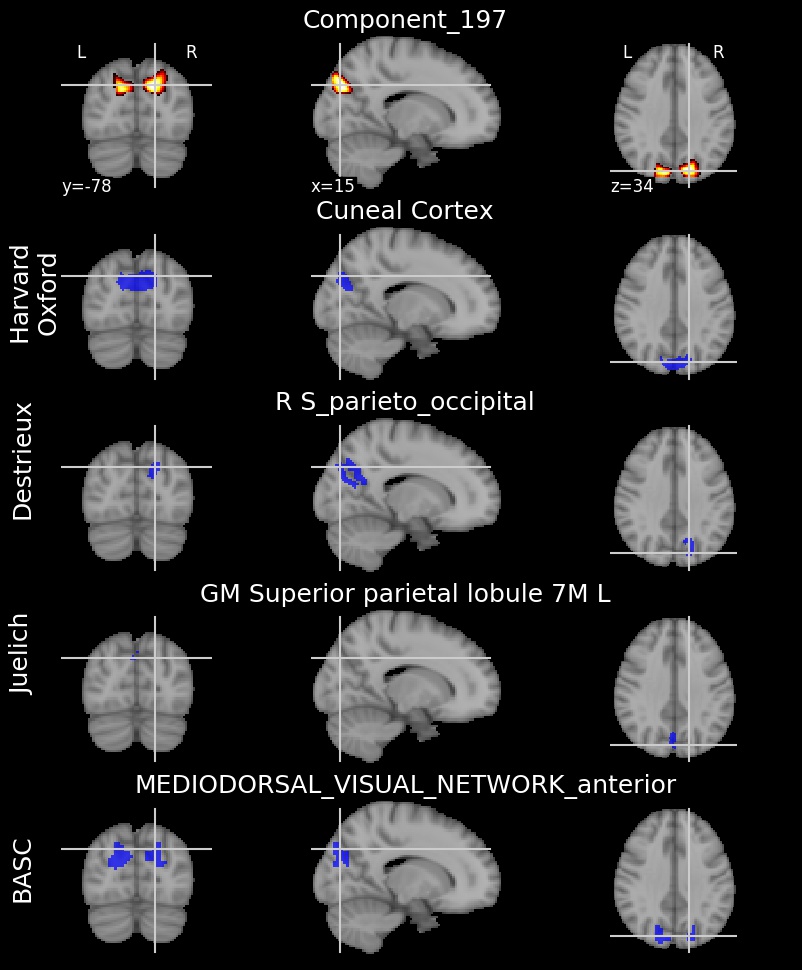 Component_197
L R
L R
y=-78
x=15
z=34
Cuneal Cortex
Harvard
Oxford
R S_parieto_occipital
Destrieux
GM Superior parietal lobule 7M L
Juelich
MEDIODORSAL_VISUAL_NETWORK_anterior
BASC